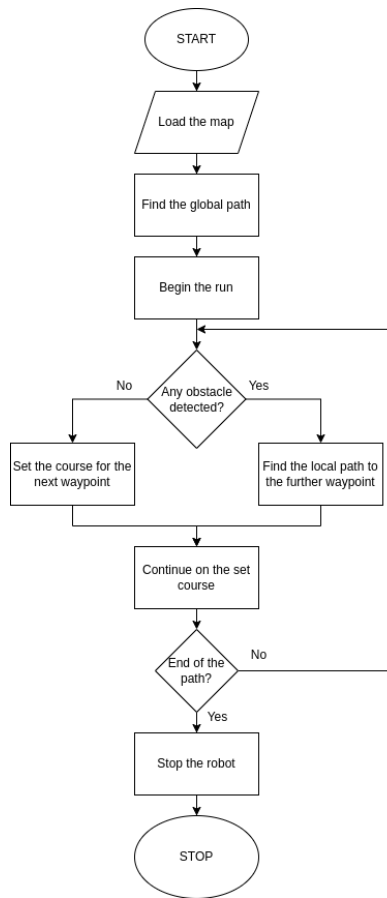 START
Load the map
Find the global path
Begin the run
No
Yes
Any obstacle
detected?
Set the course for the
next waypoint
Find the local path to
the further waypoint
Continue on the set
course
End of the
path?
No
Yes
Stop the robot
STOP